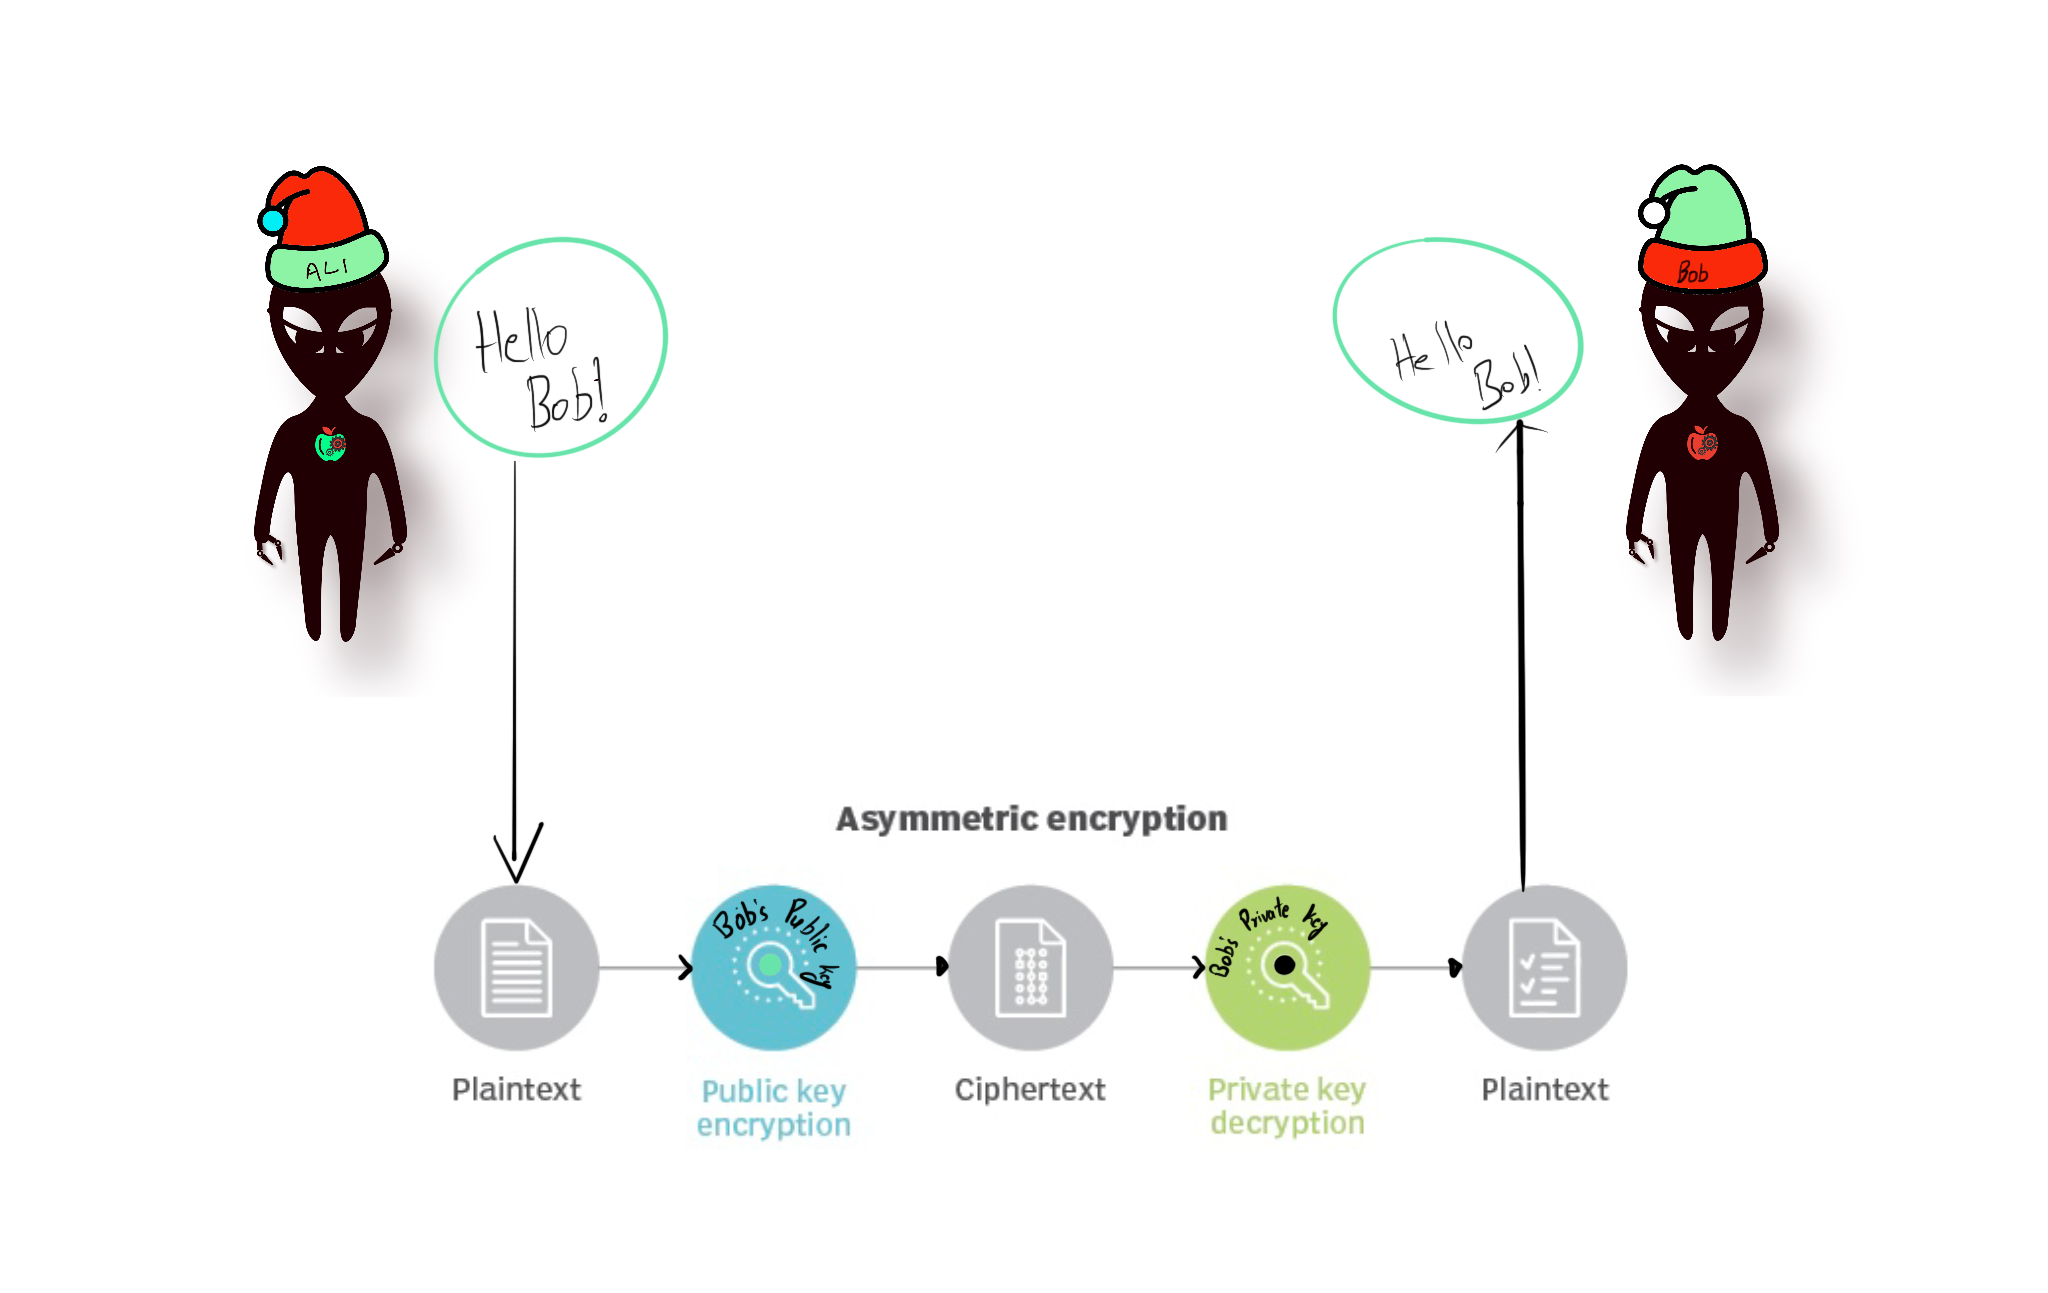 ALI
Hello
Bob!
Bob
Hello
Bob!
Asymmetric encryption
Bob's Public key
Bob's Private key
Plaintext
Public key
encryption
Ciphertext
Private key
decryption
Plaintext